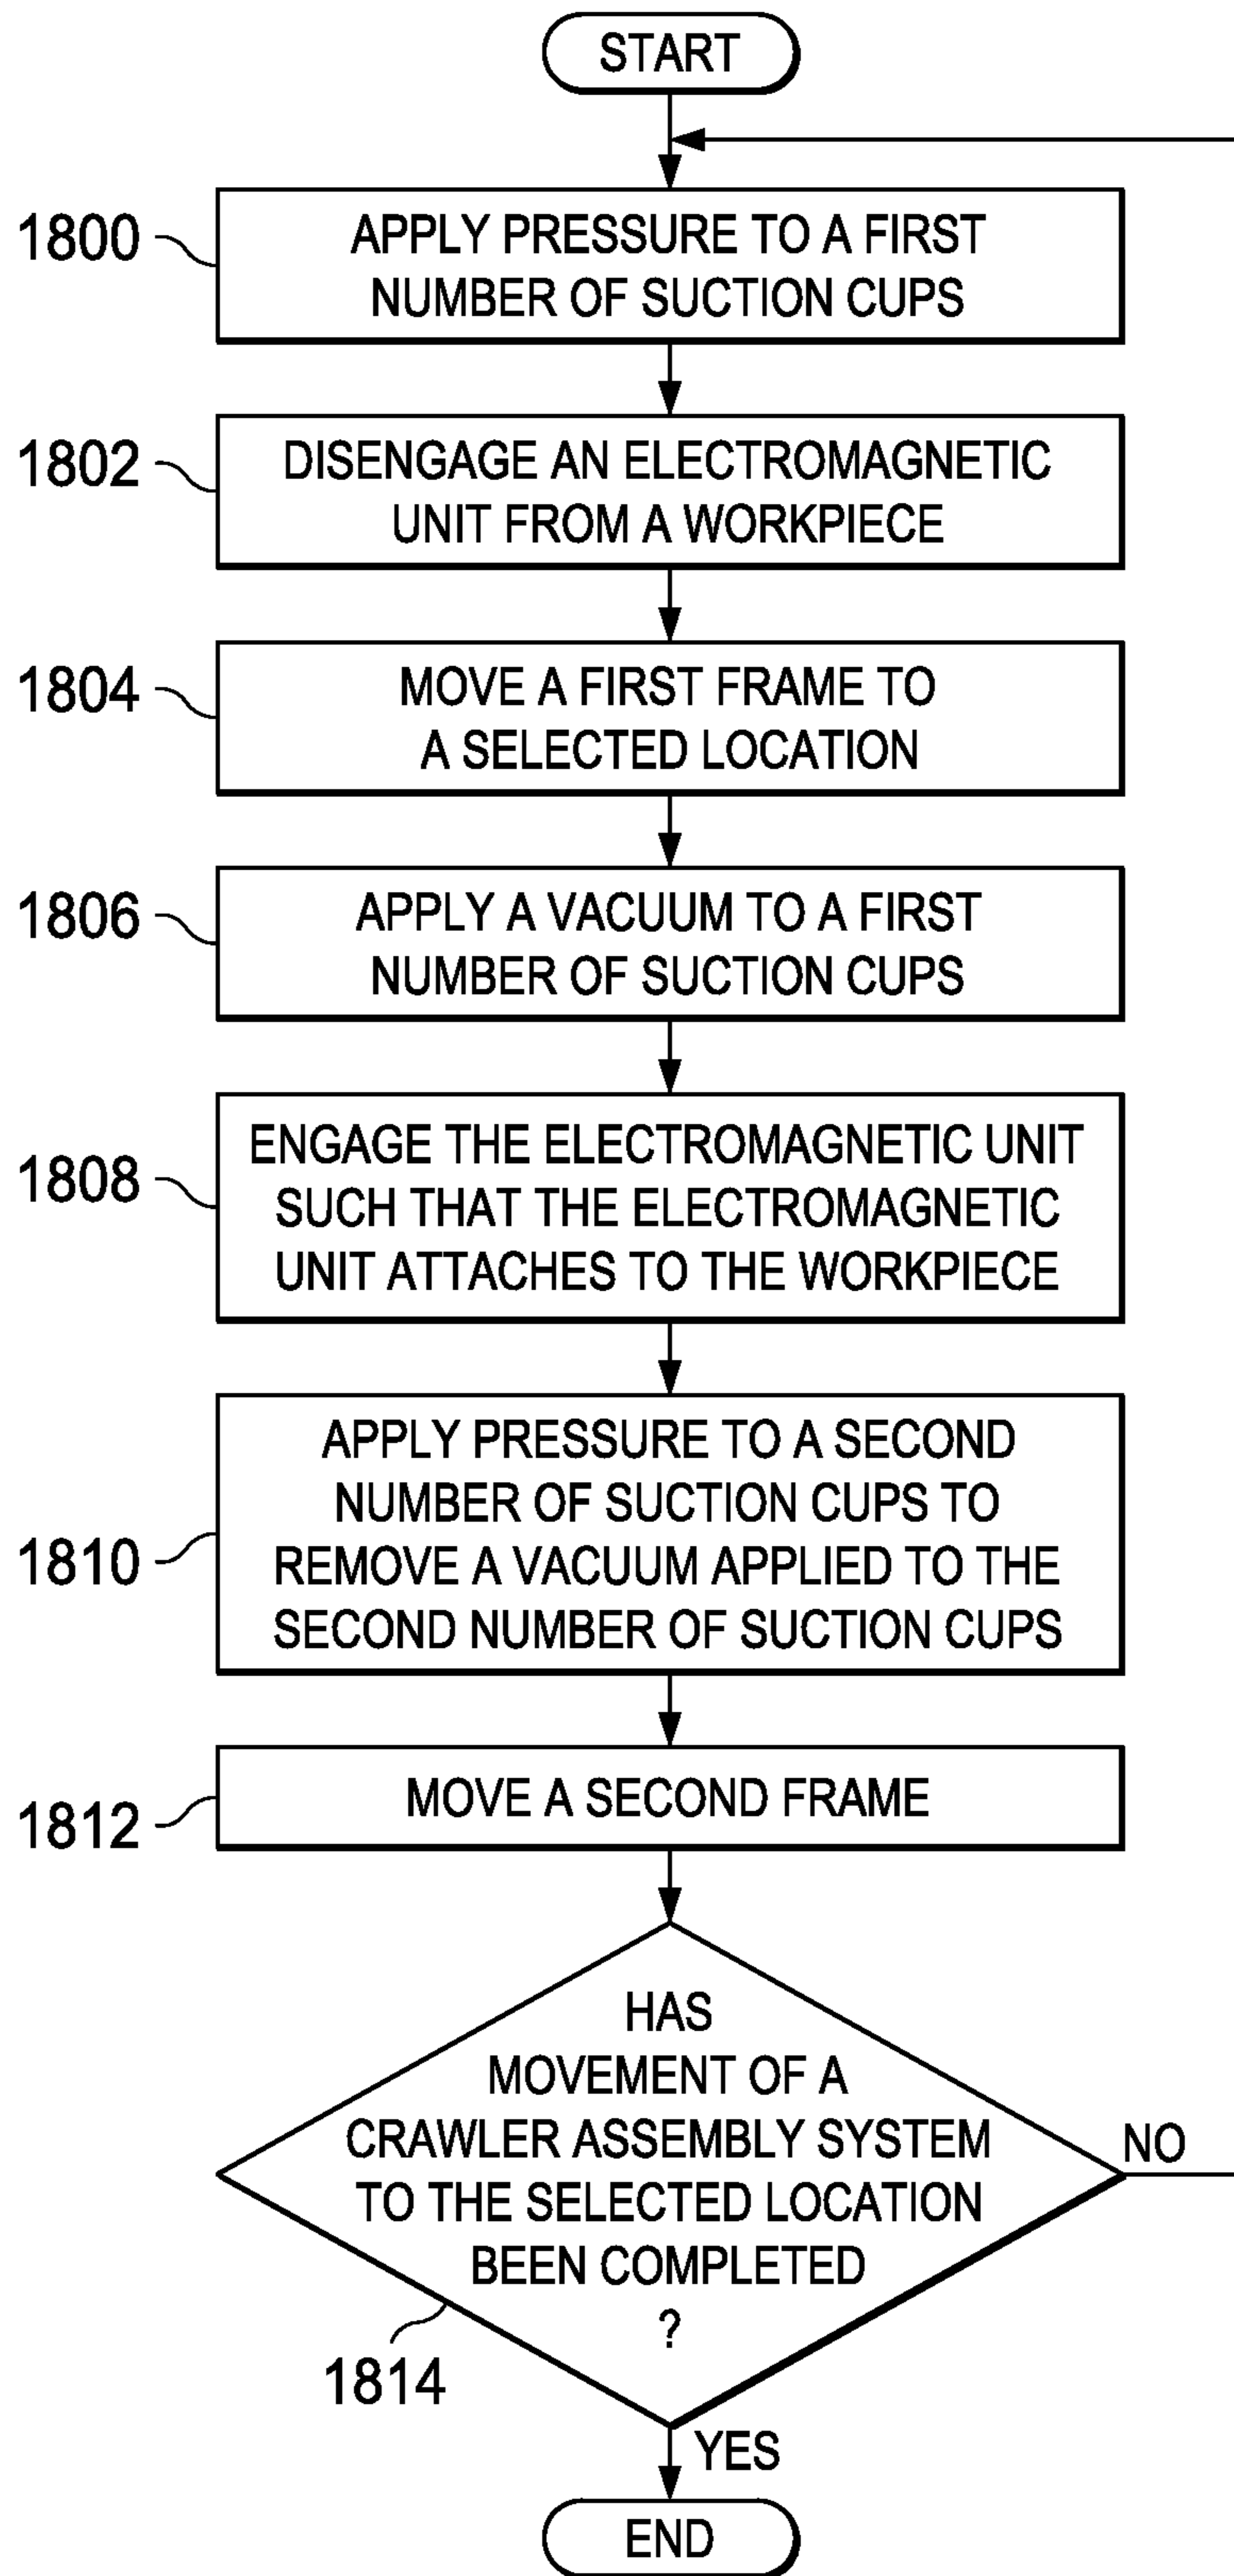 START
1800
APPLY PRESSURE TO A FIRST
NUMBER OF SUCTION CUPS
1802
DISENGAGE AN ELECTROMAGNETIC
UNIT FROM A WORKPIECE
1804
MOVE A FIRST FRAME TO
A SELECTED LOCATION
1806
APPLY A VACUUM TO A FIRST
NUMBER OF SUCTION CUPS
1808
ENGAGE THE ELECTROMAGNETIC UNIT
SUCH THAT THE ELECTROMAGNETIC
UNIT ATTACHES TO THE WORKPIECE
1810
APPLY PRESSURE TO A SECOND
NUMBER OF SUCTION CUPS TO
REMOVE A VACUUM APPLIED TO THE
SECOND NUMBER OF SUCTION CUPS
1812
MOVE A SECOND FRAME
HAS
MOVEMENT OF A
CRAWLER ASSEMBLY SYSTEM
TO THE SELECTED LOCATION
BEEN COMPLETED
?
NO
1814
YES
END